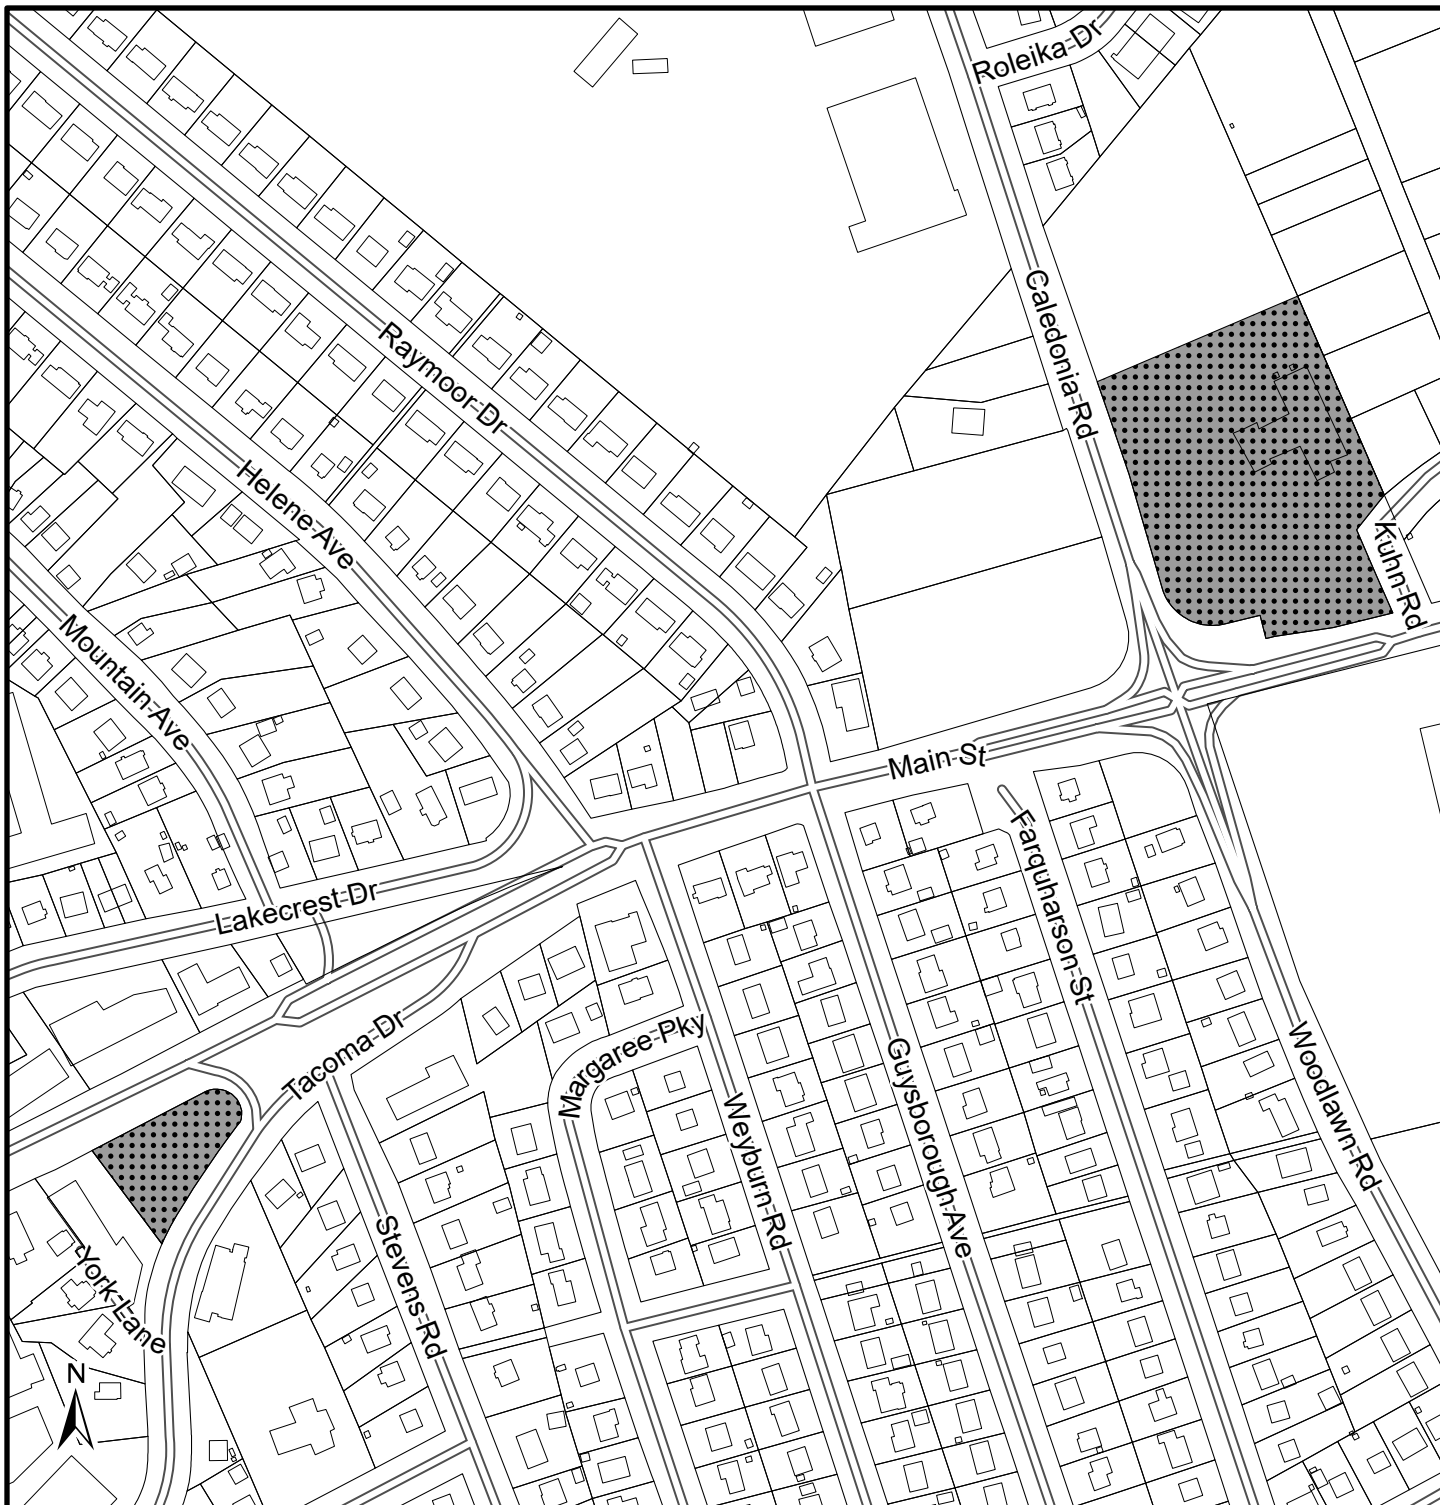 Roleika Dr
Caledonia Rd
Raymoor Dr
Helene Ave
Kuhn Rd
Mountain Ave
Main St
Farquharson St
Lakecrest Dr
Tacoma Dr
Margaree Pky
Guysborough Ave
Woodlawn Rd
Weyburn Rd
York Lane
Stevens Rd
N